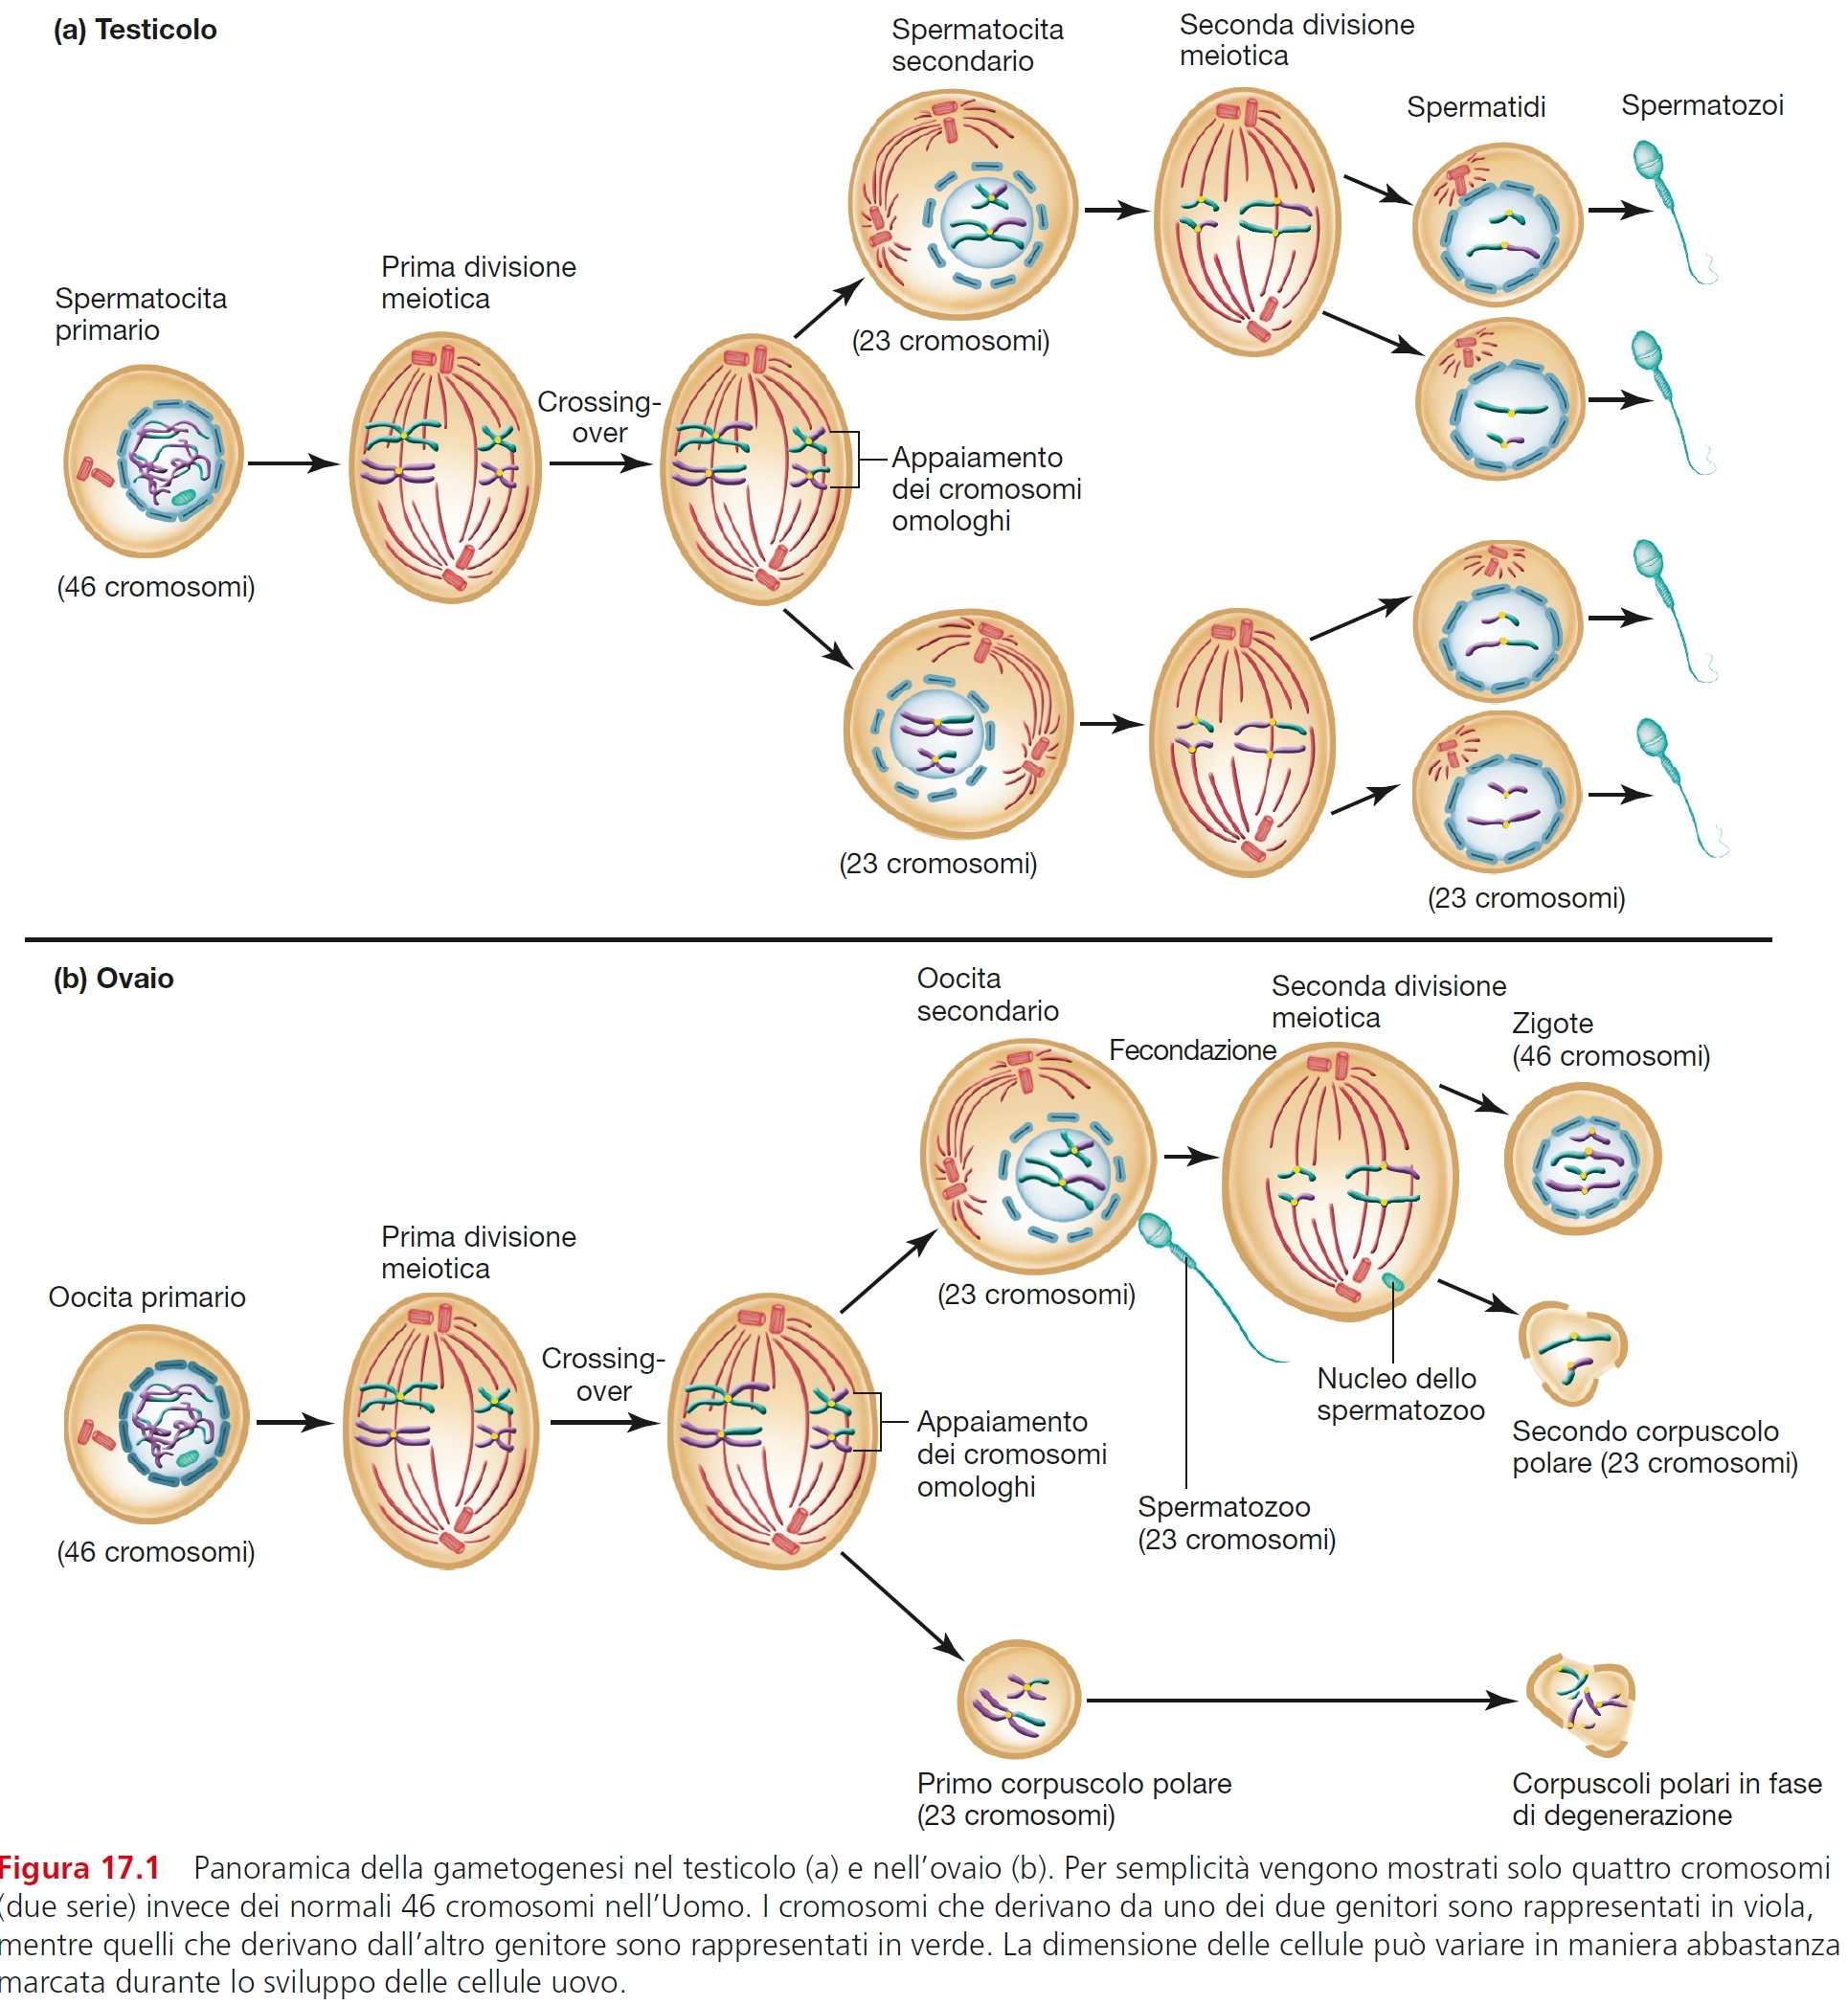 (a) Testicolo
Spermatocita
secondario
Seconda divisione
meiotica
Spermatidi
Spermatozoi
Spermatocita
primario
Prima divisione
meiotica
Crossing-
over
(23 cromosomi)
Appaiamento
dei cromosomi
omologhi
(46 cromosomi)
(23 cromosomi)
(23 cromosomi)
(b) Ovaio
Oocita
secondario
Fecondazione
Seconda divisione
meiotica
Zigote
(46 cromosomi)
Oocita primario
Prima divisione
meiotica
Crossing-
over
(23 cromosomi)
Appaiamento
dei cromosomi
omologhi
Nucleo dello
spermatozoo
Secondo corpuscolo
polare (23 cromosomi)
Spermatozoo
(23 cromosomi)
(46 cromosomi)
Primo corpuscolo polare
(23 cromosomi)
Corpuscoli polari in fase
di degenerazione
Figura 17.1 Panoramica della gametogenesi nel testicolo (a) e nell'ovaio (b). Per semplicità vengono mostrati solo quattro cromosomi
(due serie) invece dei normali 46 cromosomi nell'Uomo. I cromosomi che derivano da uno dei due genitori sono rappresentati in viola,
mentre quelli che derivano dall'altro genitore sono rappresentati in verde. La dimensione delle cellule può variare in maniera abbastanza
marcata durante lo sviluppo delle cellule uovo.